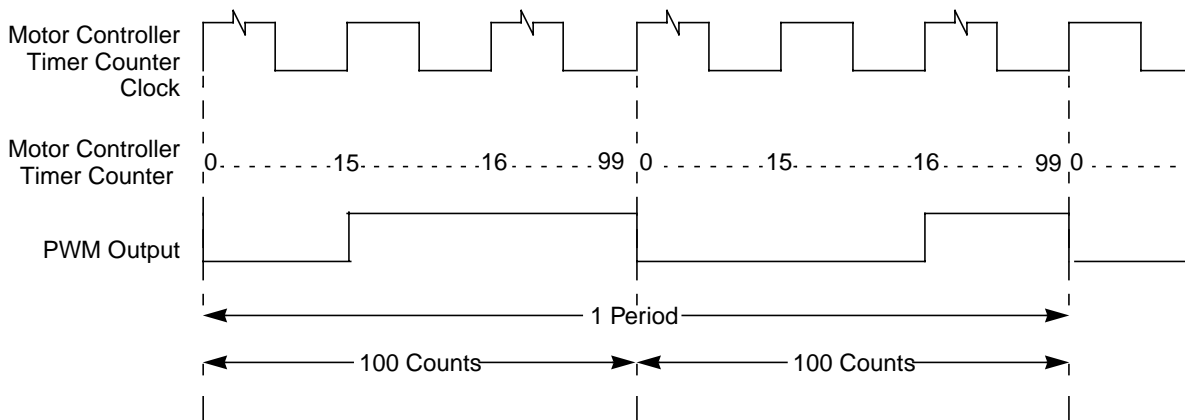 Motor Controller
Timer Counter
Clock
Motor Controller
Timer Counter
0 15 16 99 0 15 16 99 0
PWM Output
1 Period
100 Counts 100 Counts